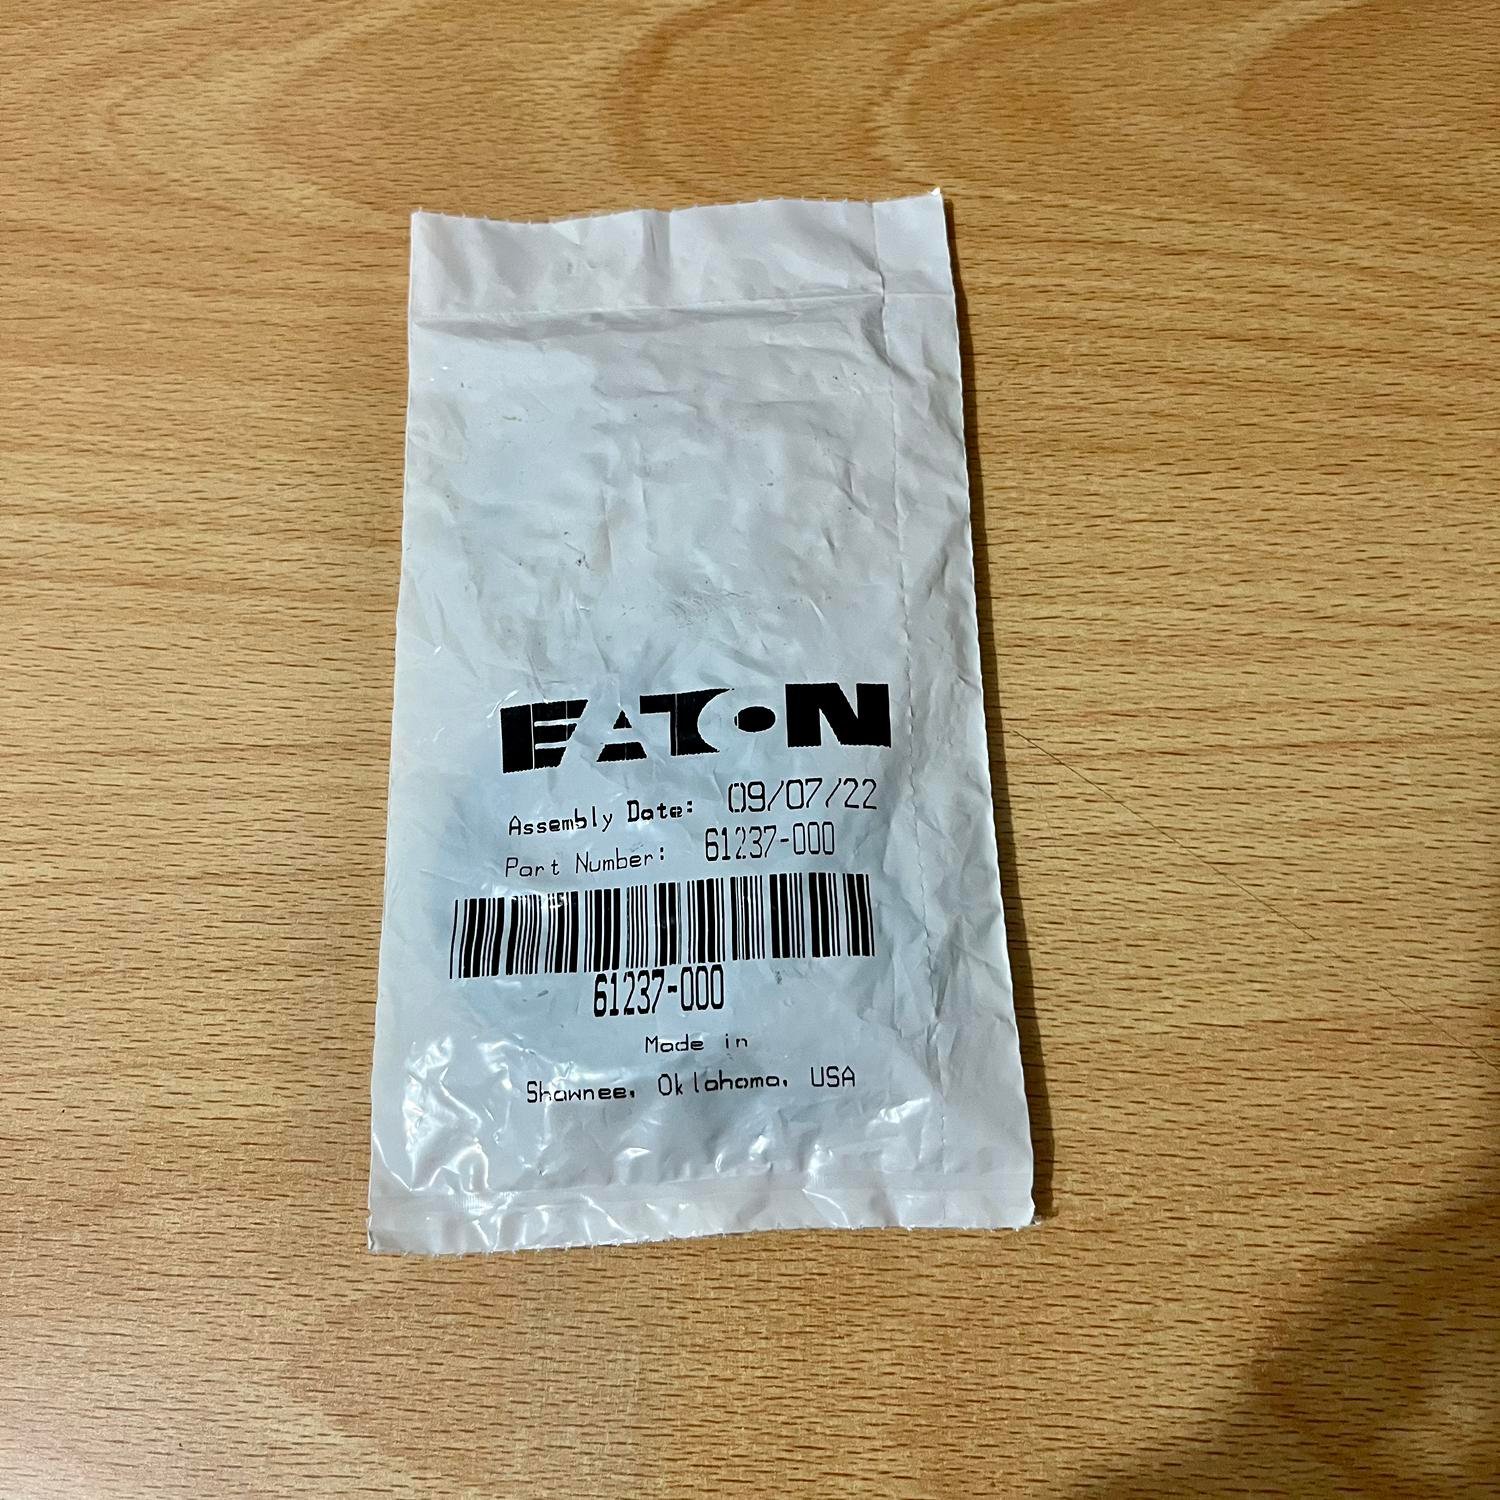 EATON
Assembly Date: 09/07/22
Part Number: 61237-000
61237-000
Made in
Shawnee, Oklahoma, USA